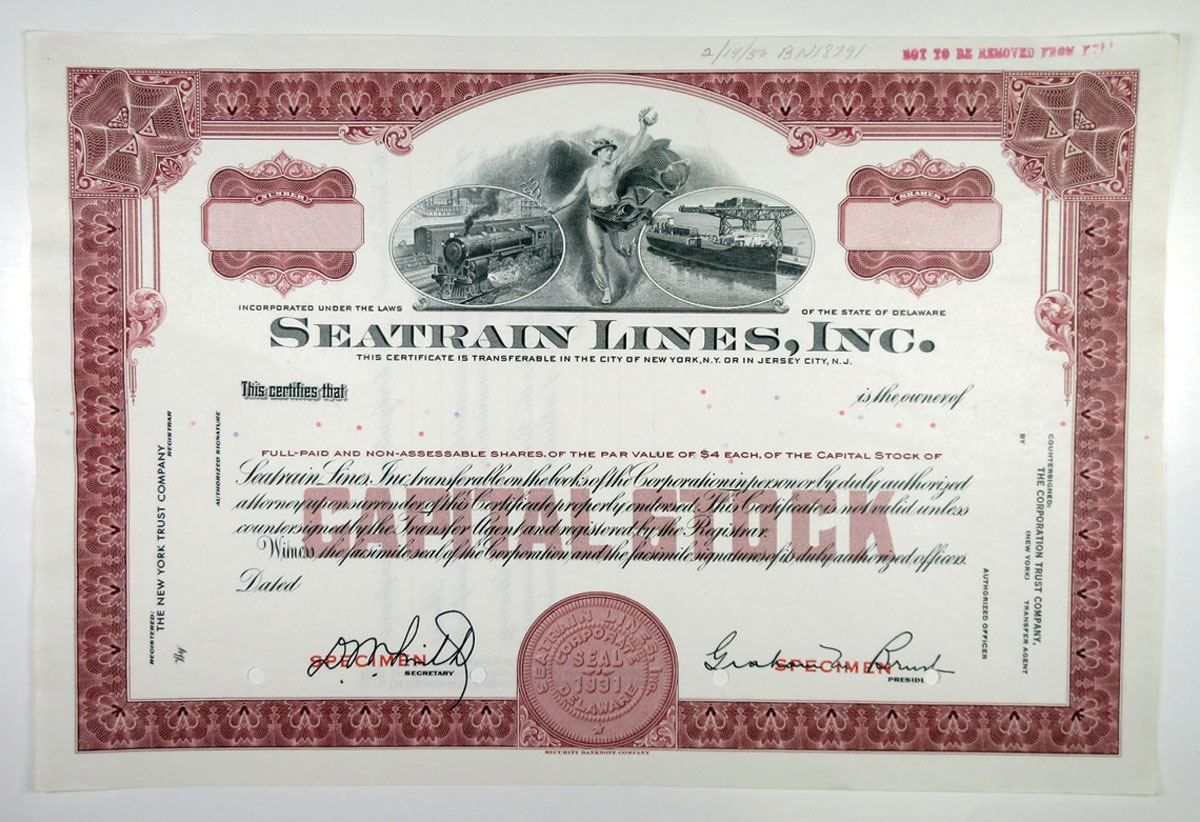 2/14/50 BN18791
NOT TO BE REMOVED FROM
NUMBER
SHARES
INCORPORATED UNDER THE LAWS
OF THE STATE OF DELAWARE
SEATRAIN LINES, INC.
THIS CERTIFICATE IS TRANSFERABLE IN THE CITY OF NEW YORK, N.Y. OR IN JERSEY CITY, N.J.
This certifies that
is the owner of
FULL-PAID AND NON-ASSESSABLE SHARES, OF THE PAR VALUE OF $4 EACH, OF THE CAPITAL STOCK OF
Seatrain Lines, Inc. transferable on the books of the Corporation in person or by duly authorized
attorney upon surrender of this Certificate properly endorsed. This Certificate is not valid unless
countersigned by the Transfer Agent and registered by the Registrar.
Witness the facsimile seal of the Corporation and the facsimile signatures of its duly authorized officers.
CAPITAL STOCK
Dated
REGISTERED:
THE NEW YORK TRUST COMPANY
REGISTRAR
By
AUTHORIZED SIGNATURE
COUNTERSIGNED:
THE CORPORATION TRUST COMPANY,
(NEW YORK)
TRANSFER AGENT
BY
AUTHORIZED OFFICER
SPECIMEN
SECRETARY
SEATRAIN LINES, INC.
CORPORATE
SEAL
1931
DELAWARE
Graham M. Brush
SPECIMEN
PRESID
SECURITY BANKNOTE COMPANY